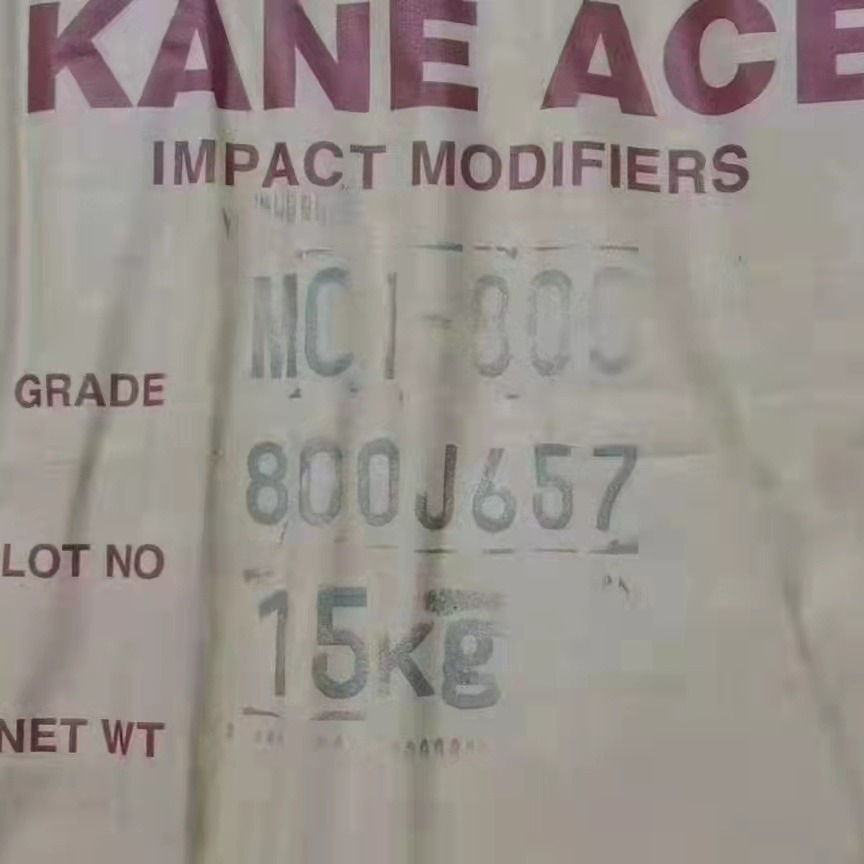 KANE ACE
IMPACT MODIFIERS
GRADE
800J657
LOT NO
15kg
NET WT